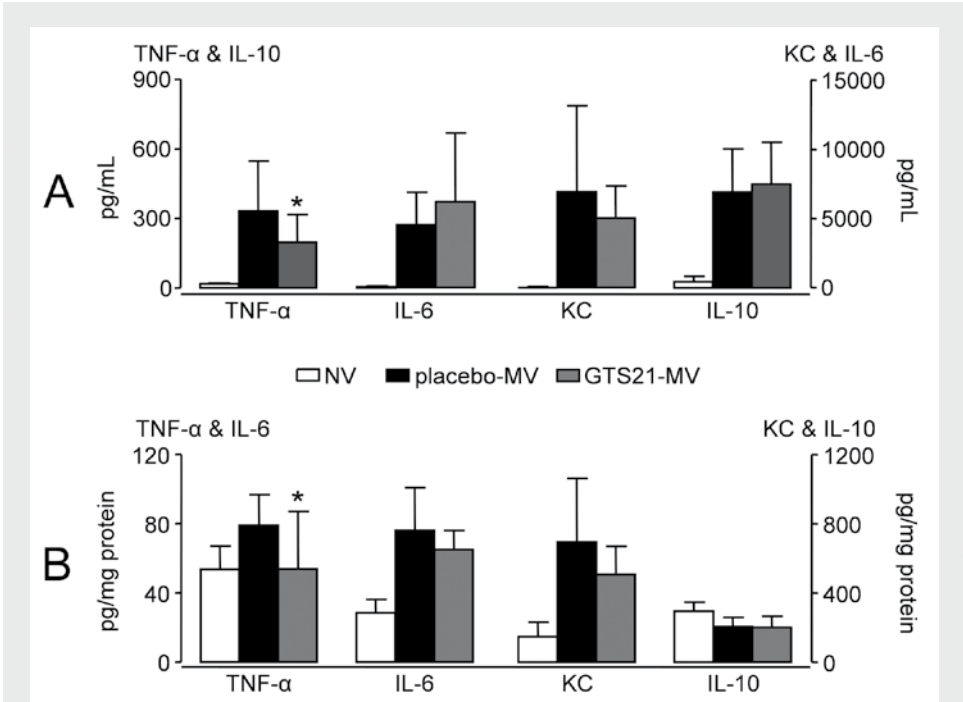 TNF-α & IL-10 KC & IL-6
A
pg/mL
900
600
300
0
15000
10000
5000
0
pg/mL
*
TNF-α IL-6 KC IL-10
NV placebo-MV GTS21-MV
TNF-α & IL-6 KC & IL-10
B
pg/mg protein
120
80
40
0
1200
800
400
0
pg/mg protein
*
TNF-α IL-6 KC IL-10